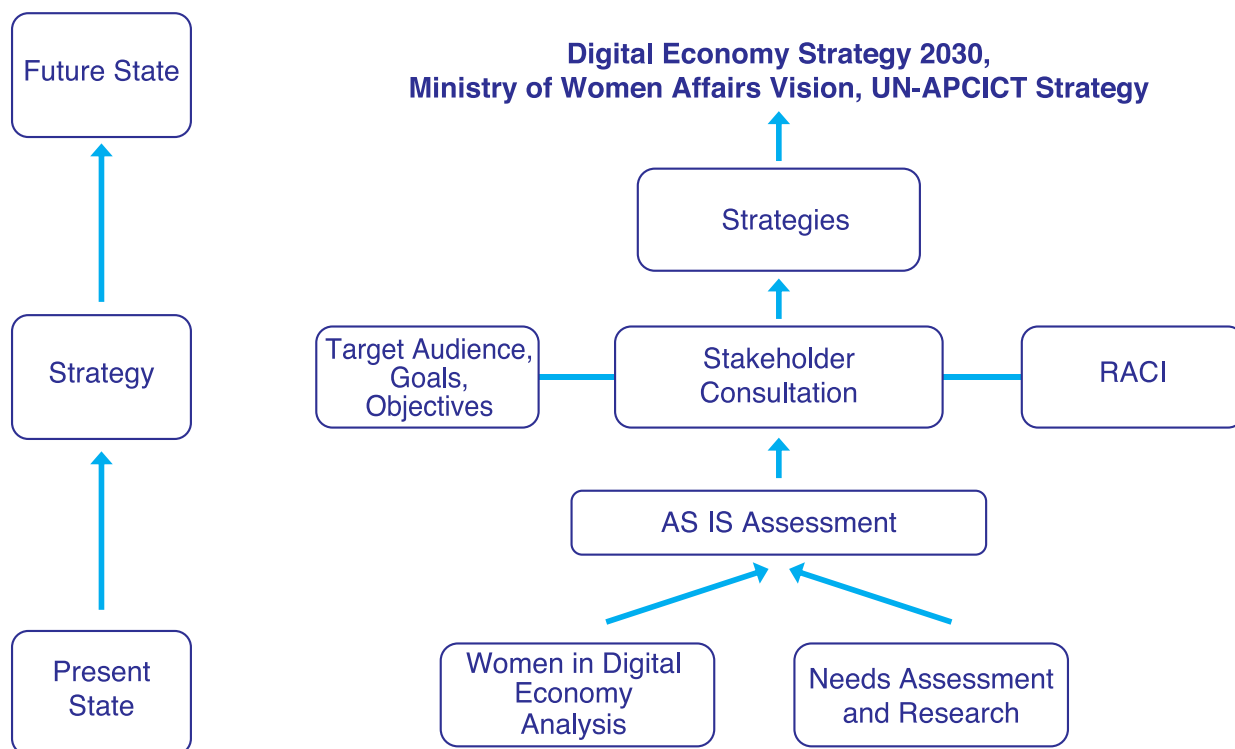 Future State
Digital Economy Strategy 2030,
Ministry of Women Affairs Vision, UN-APCICT Strategy
Strategies
Strategy
Target Audience,
Goals,
Objectives
Stakeholder
Consultation
RACI
AS IS Assessment
Present
State
Women in Digital
Economy
Analysis
Needs Assessment
and Research